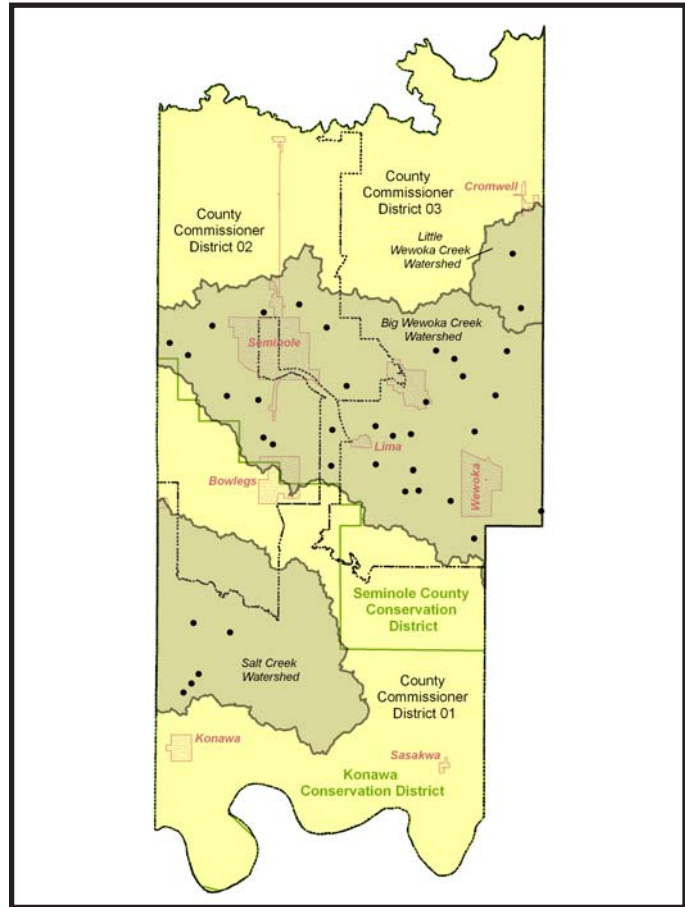 County
Commissioner
District 03
Cromwell
County
Commissioner
District 02
Little
Wewoka Creek
Watershed
Big Wewoka Creek
Watershed
Seminole
Lima
Bowlegs
Wewoka
Seminole County
Conservation
District
Salt Creek
Watershed
County
Commissioner
District 01
Konawa
Sasakwa
Konawa
Conservation District